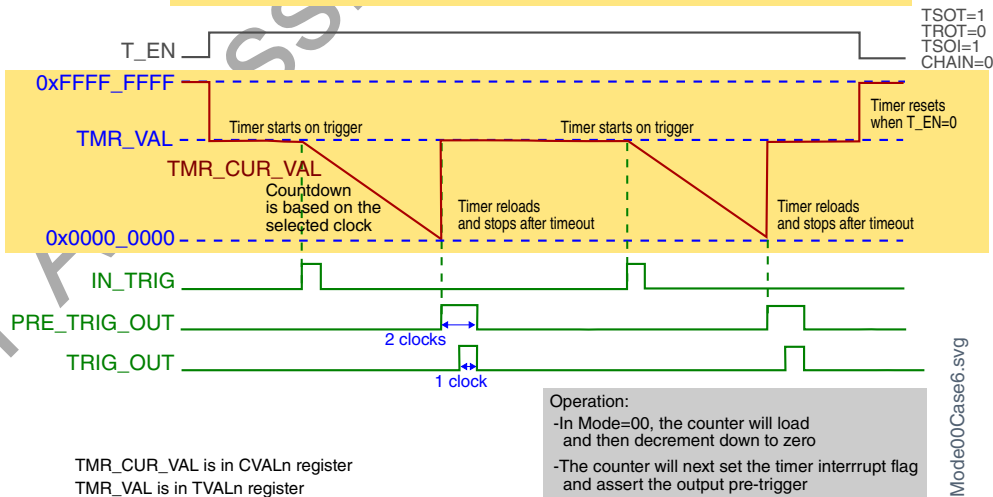 TSOT=1
TROT=0
TSOI=1
CHAIN=0
T_EN
0xFFFF_FFFF
Timer resets
when T_EN=0
TMR_VAL
Timer starts on trigger
Timer starts on trigger
TMR_CUR_VAL
Countdown
is based on the
selected clock
Timer reloads
and stops after timeout
Timer reloads
and stops after timeout
0x0000_0000
IN_TRIG
PRE_TRIG_OUT
2 clocks
TRIG_OUT
1 clock
Operation:
-In Mode=00, the counter will load
and then decrement down to zero
-The counter will next set the timer interrrupt flag
and assert the output pre-trigger
TMR_CUR_VAL is in CVALn register
TMR_VAL is in TVALn register
Mode00Case6.svg